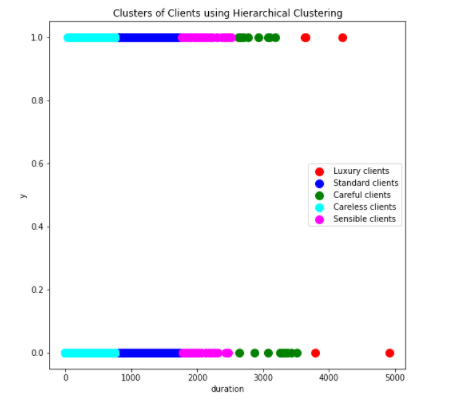 Clusters of Clients using Hierarchical Clustering
1.0
0.8
0.6
y
0.4
0.2
0.0
Luxury clients
Standard clients
Careful clients
Careless clients
Sensible clients
0 1000 2000 3000 4000 5000
duration